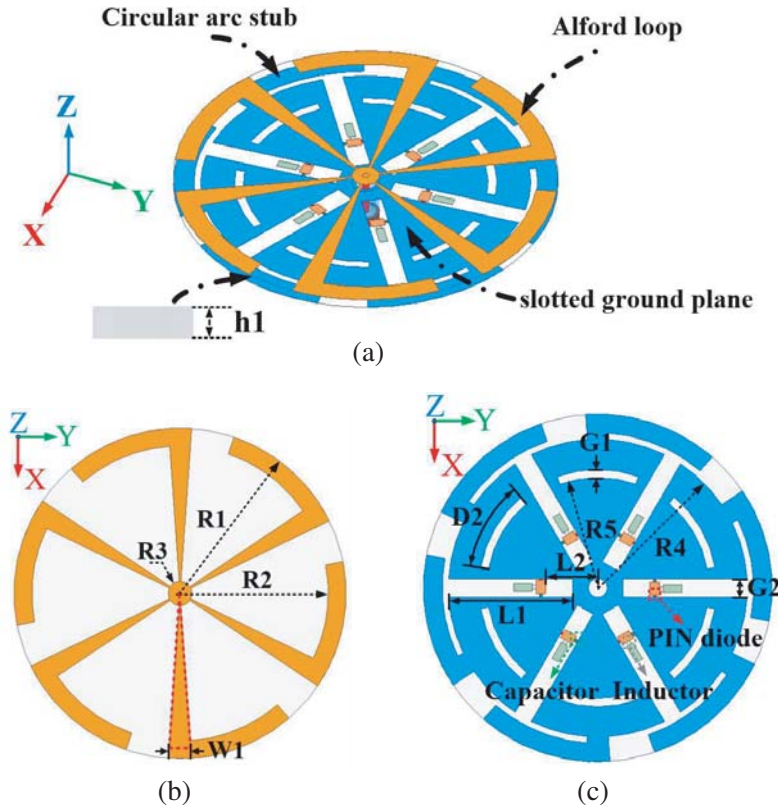 Circular arc stub
Alford loop
Z
Y
X
slotted ground plane
h1
(a)
Z
Y
X
R1
R3
R2
W1
(b)
Z
Y
X
G1
D2
R5
R4
L2
L1
G2
PIN diode
Capacitor Inductor
(c)